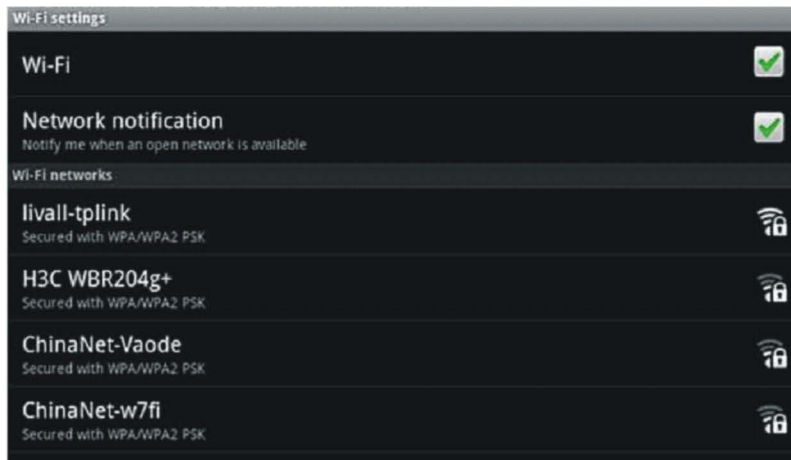 Wi-Fi settings
Wi-Fi
Network notification
Notify me when an open network is available
Wi-Fi networks
livall-tplink
Secured with WPA/WPA2 PSK
H3C WBR204g+
Secured with WPA/WPA2 PSK
ChinaNet-Vaode
Secured with WPA/WPA2 PSK
ChinaNet-w7fi
Secured with WPA/WPA2 PSK